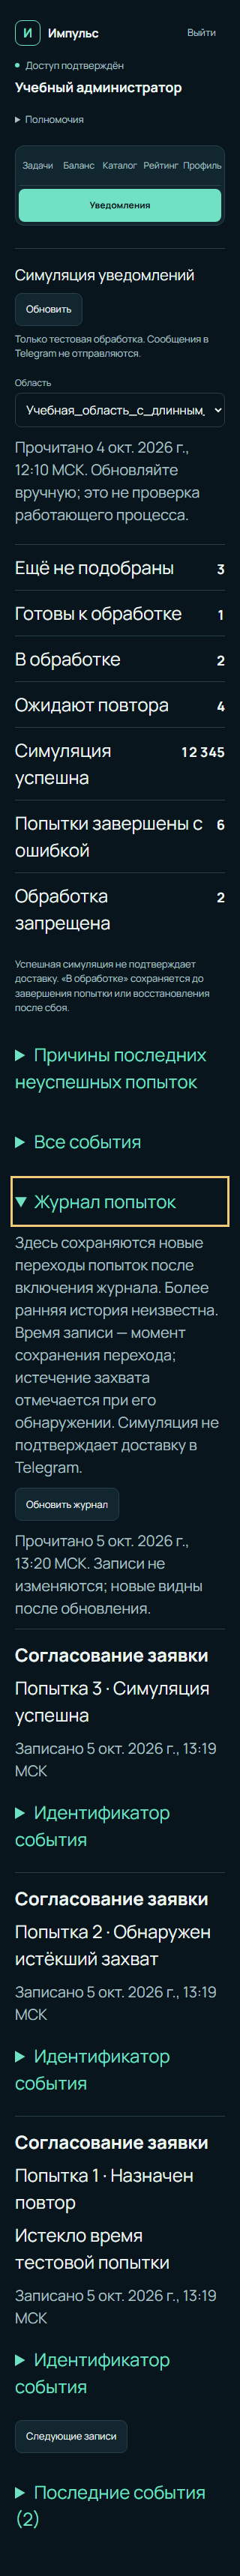 И Импульс Выйти
Доступ подтверждён
Учебный администратор
Полномочия
Задачи Баланс Каталог Рейтинг Профиль
Уведомления
Симуляция уведомлений
Обновить
Только тестовая обработка. Сообщения в
Telegram не отправляются.
Область
Учебная_область_с_длинным_
Прочитано 4 окт. 2026 г.,
12:10 МСК. Обновляйте
вручную; это не проверка
работающего процесса.
Ещё не подобраны 3
Готовы к обработке 1
В обработке 2
Ожидают повтора 4
Симуляция 12 345
успешна
Попытки завершены с 6
ошибкой
Обработка 2
запрещена
Успешная симуляция не подтверждает
доставку. «В обработке» сохраняется до
завершения попытки или восстановления
после сбоя.
Причины последних
неуспешных попыток
Все события
Журнал попыток
Здесь сохраняются новые
переходы попыток после
включения журнала. Более
ранняя история неизвестна.
Время записи — момент
сохранения перехода;
истечение захвата
отмечается при его
обнаружении. Симуляция не
подтверждает доставку в
Telegram.
Обновить журнал
Прочитано 5 окт. 2026 г.,
13:20 МСК. Записи не
изменяются; новые видны
после обновления.
Согласование заявки
Попытка 3 · Симуляция
успешна
Записано 5 окт. 2026 г., 13:19
МСК
Идентификатор
события
Согласование заявки
Попытка 2 · Обнаружен
истёкший захват
Записано 5 окт. 2026 г., 13:19
МСК
Идентификатор
события
Согласование заявки
Попытка 1 · Назначен
повтор
Истекло время
тестовой попытки
Записано 5 окт. 2026 г., 13:19
МСК
Идентификатор
события
Следующие записи
Последние события
(2)